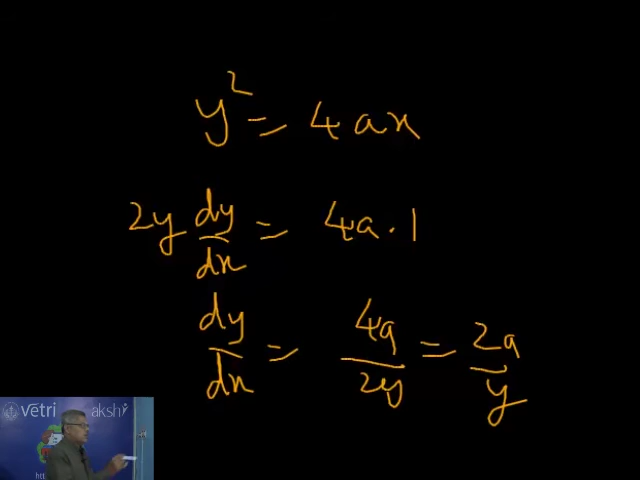 y² = 4ax
2y dy/dx = 4a . 1
dy/dx = 4a/2y = 2a/y
vetri
akshi